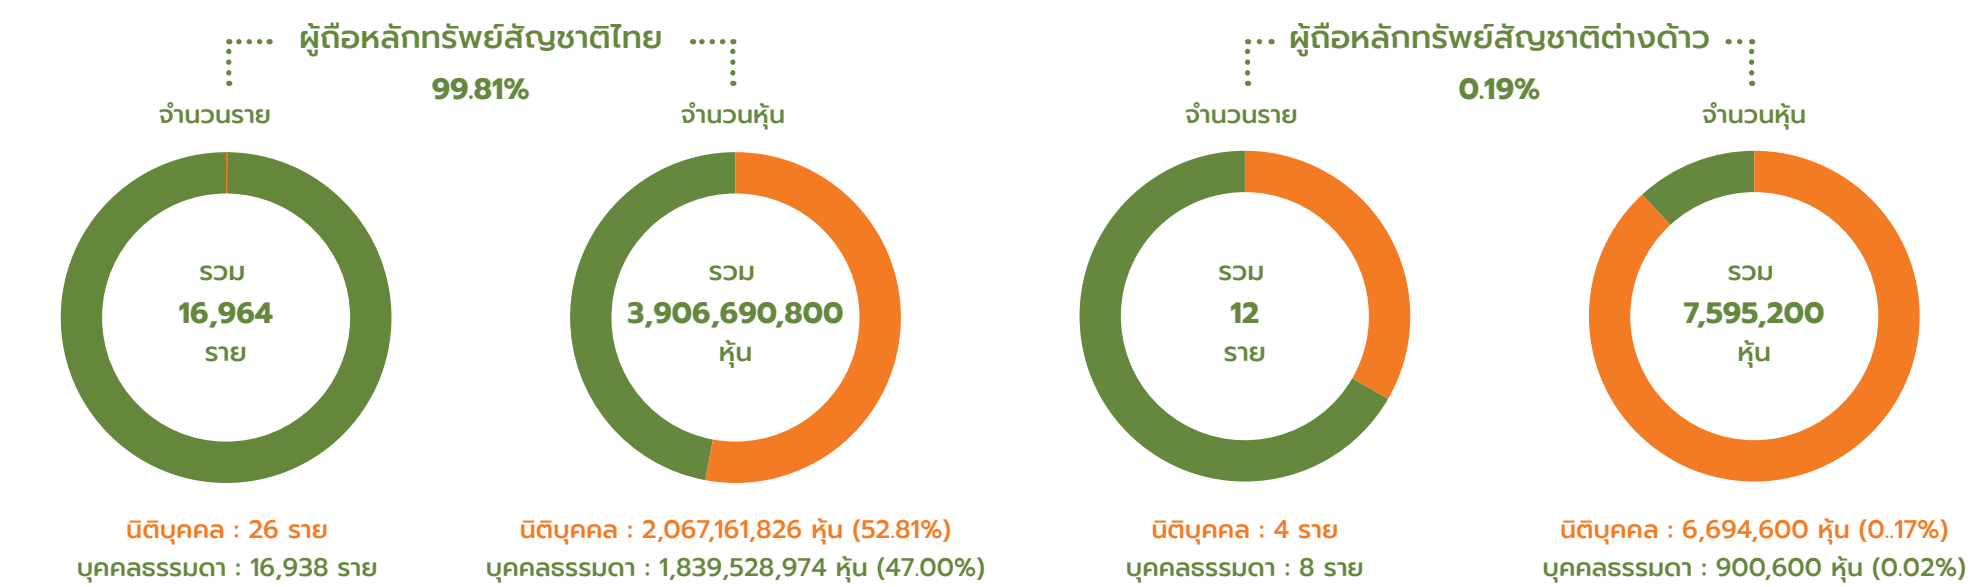 ผู้ถือหลักทรัพย์สัญชาติไทย
99.81%
จำนวนราย
จำนวนหุ้น
รวม
16,964
ราย
รวม
3,906,690,800
หุ้น
นิติบุคคล : 26 ราย
บุคคลธรรมดา : 16,938 ราย
นิติบุคคล : 2,067,161,826 หุ้น (52.81%)
บุคคลธรรมดา : 1,839,528,974 หุ้น (47.00%)
ผู้ถือหลักทรัพย์สัญชาติต่างด้าว
0.19%
จำนวนราย
จำนวนหุ้น
รวม
12
ราย
รวม
7,595,200
หุ้น
นิติบุคคล : 4 ราย
บุคคลธรรมดา : 8 ราย
นิติบุคคล : 6,694,600 หุ้น (0..17%)
บุคคลธรรมดา : 900,600 หุ้น (0.02%)